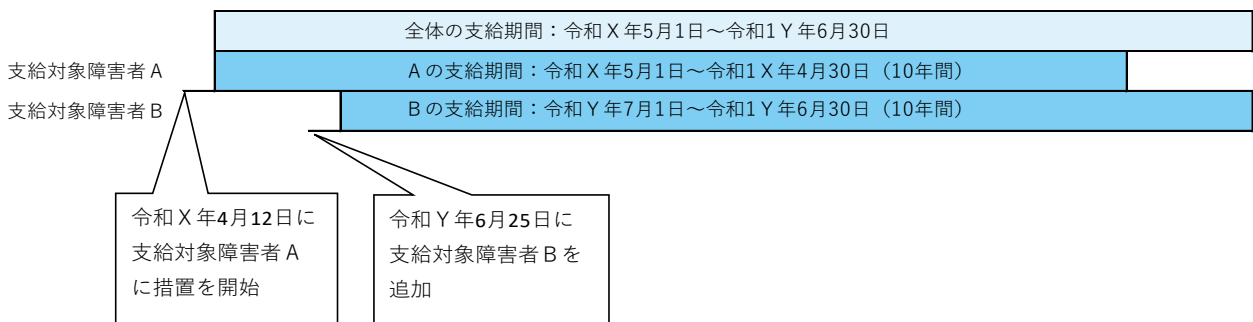 全体の支給期間：令和Ｘ年5月1日～令和1Ｙ年6月30日
支給対象障害者Ａ
Ａの支給期間：令和Ｘ年5月1日～令和1Ｘ年4月30日（10年間）
支給対象障害者Ｂ
Ｂの支給期間：令和Ｙ年7月1日～令和1Ｙ年6月30日（10年間）
令和Ｘ年4月12日に
支給対象障害者Ａ
に措置を開始
令和Ｙ年6月25日に
支給対象障害者Ｂを
追加